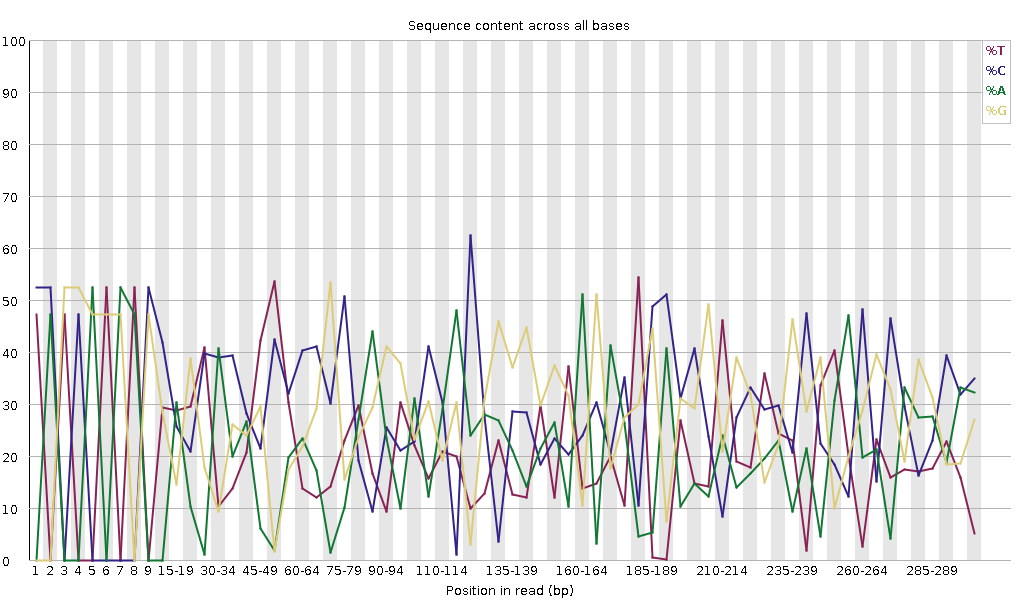 Sequence content across all bases
100
90
80
70
60
50
40
30
20
10
0
%T
%C
%A
%G
1 2 3 4 5 6 7 8 9 15-19 30-34 45-49 60-64 75-79 90-94 110-114 135-139 160-164 185-189 210-214 235-239 260-264 285-289
Position in read (bp)